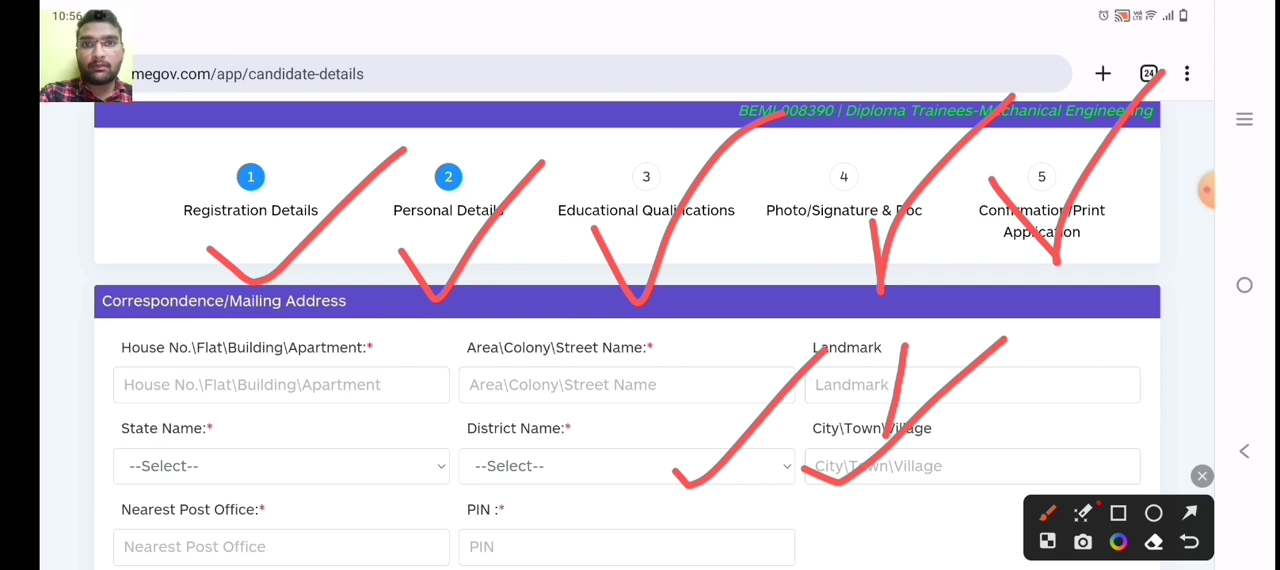 10:56
24
megov.com/app/candidate-details
BEML-008390 | Diploma Trainees-Mechanical Engineering
1 2 3 4 5
Registration Details Personal Details Educational Qualifications Photo/Signature & Doc Confirmation/Print Application
Correspondence/Mailing Address
House No.\Flat\Building\Apartment:* Area\Colony\Street Name:* Landmark
House No.\Flat\Building\Apartment Area\Colony\Street Name Landmark
State Name:* District Name:* City\Town\Village
--Select-- --Select-- City\Town\Village
Nearest Post Office:* PIN :*
Nearest Post Office PIN